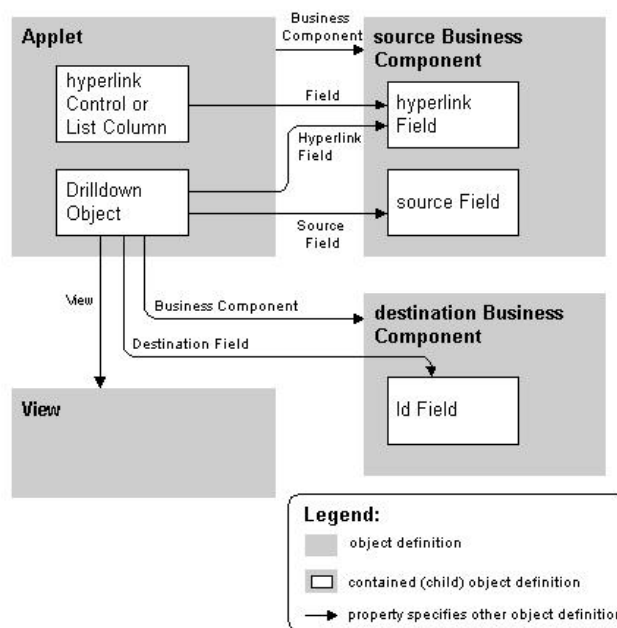 Applet
Business
Component
source Business
Component
hyperlink
Control or
List Column
Field
hyperlink
Field
Hyperlink
Field
Drilldown
Object
source Field
Source
Field
View
Business Component
destination Business
Component
Destination Field
Id Field
View
Legend:
object definition
contained (child) object definition
property specifies other object definition